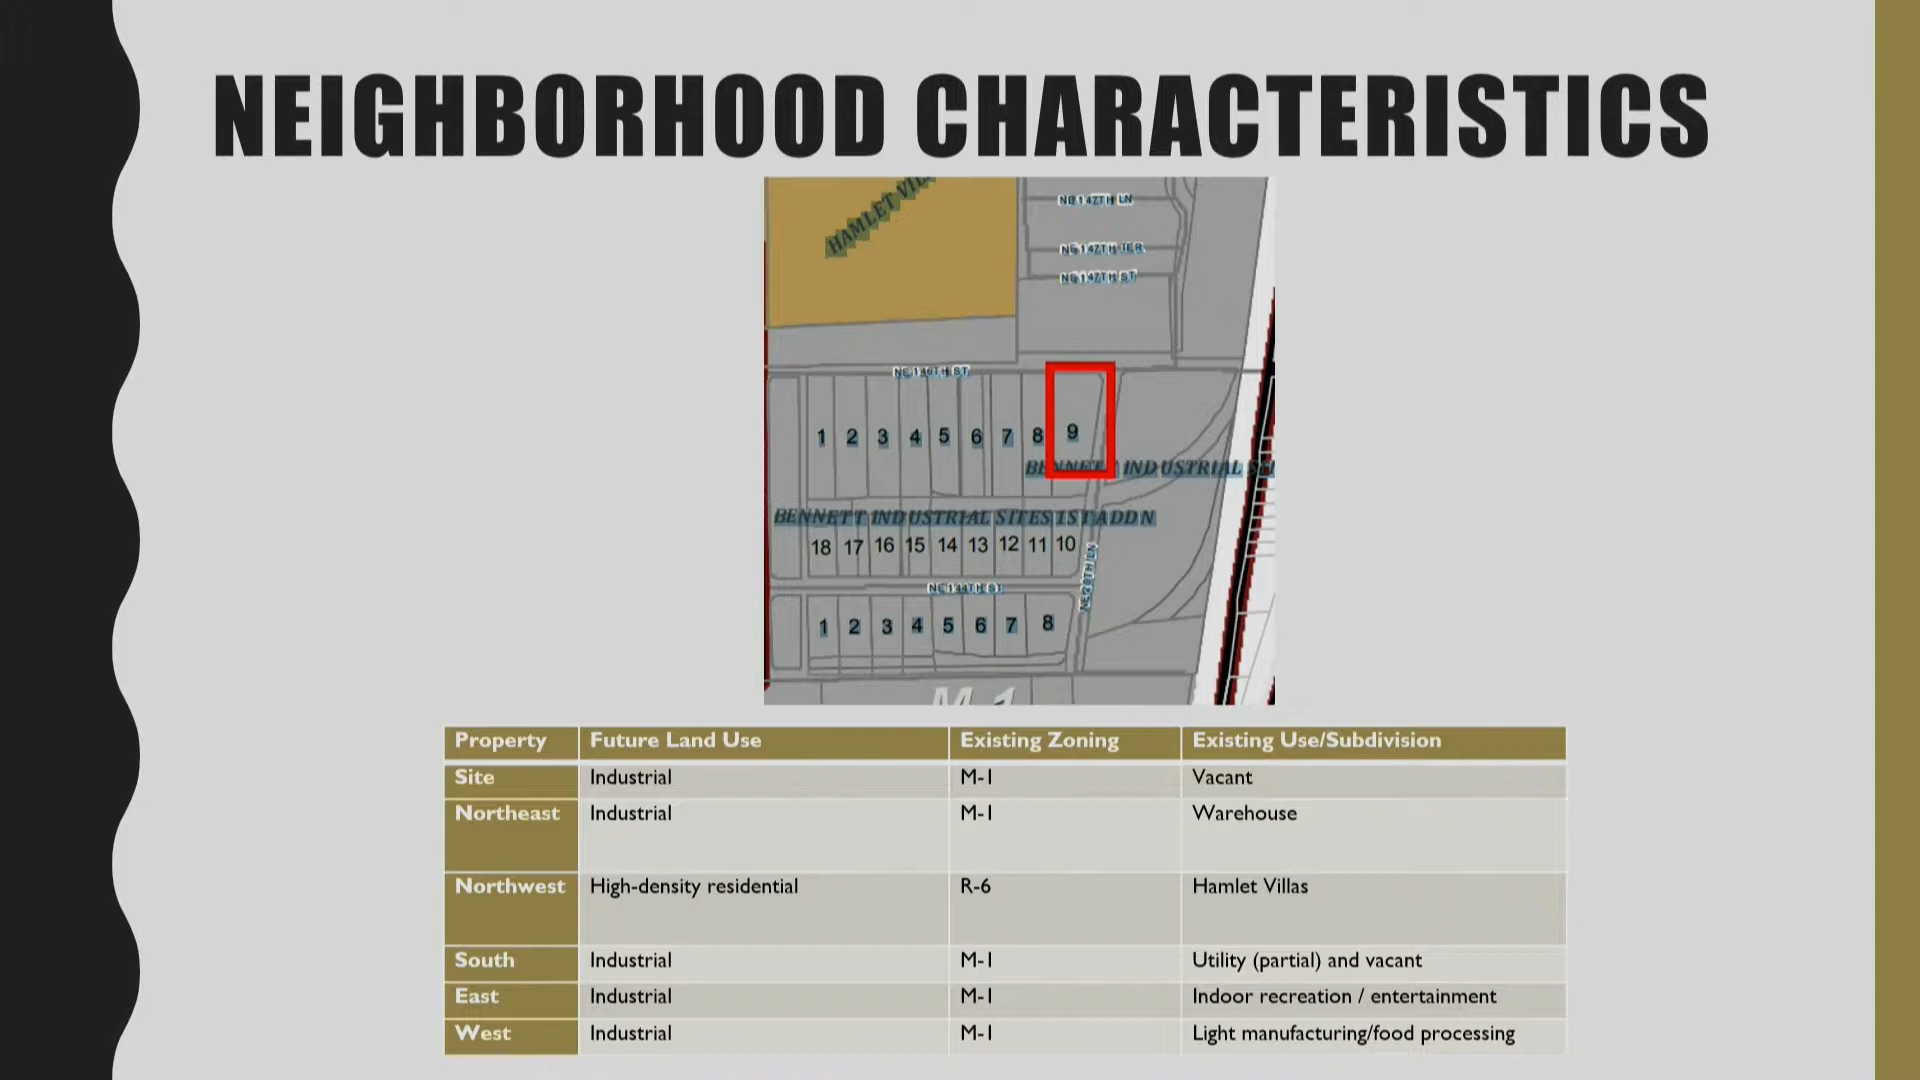 NEIGHBORHOOD CHARACTERISTICS
HAMLET
NE 147TH LN
NE 147TH TER
NE 147TH ST
NE 146TH ST
1 2 3 4 5 6 7 8 9
BENNETT INDUSTRIAL
BENNETT INDUSTRIAL SITES 1ST ADDN
18 17 16 15 14 13 12 11 10
NE 144TH ST
1 2 3 4 5 6 7 8
M-1
Property Future Land Use Existing Zoning Existing Use/Subdivision
Site Industrial M-1 Vacant
Northeast Industrial M-1 Warehouse
Northwest High-density residential R-6 Hamlet Villas
South Industrial M-1 Utility (partial) and vacant
East Industrial M-1 Indoor recreation / entertainment
West Industrial M-1 Light manufacturing/food processing